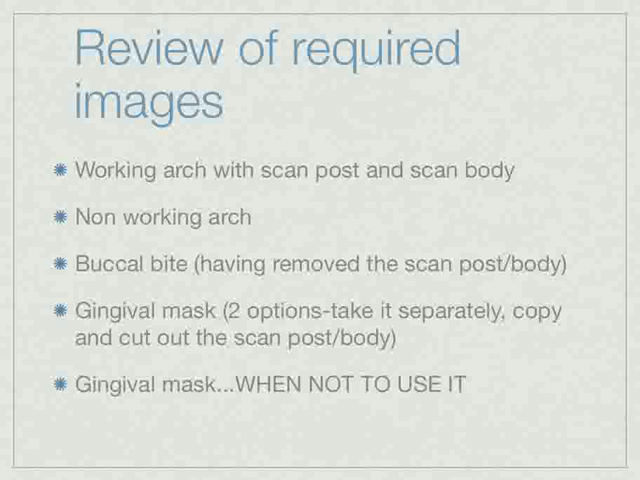 Review of required
images
Working arch with scan post and scan body
Non working arch
Buccal bite (having removed the scan post/body)
Gingival mask (2 options-take it separately, copy
and cut out the scan post/body)
Gingival mask...WHEN NOT TO USE IT